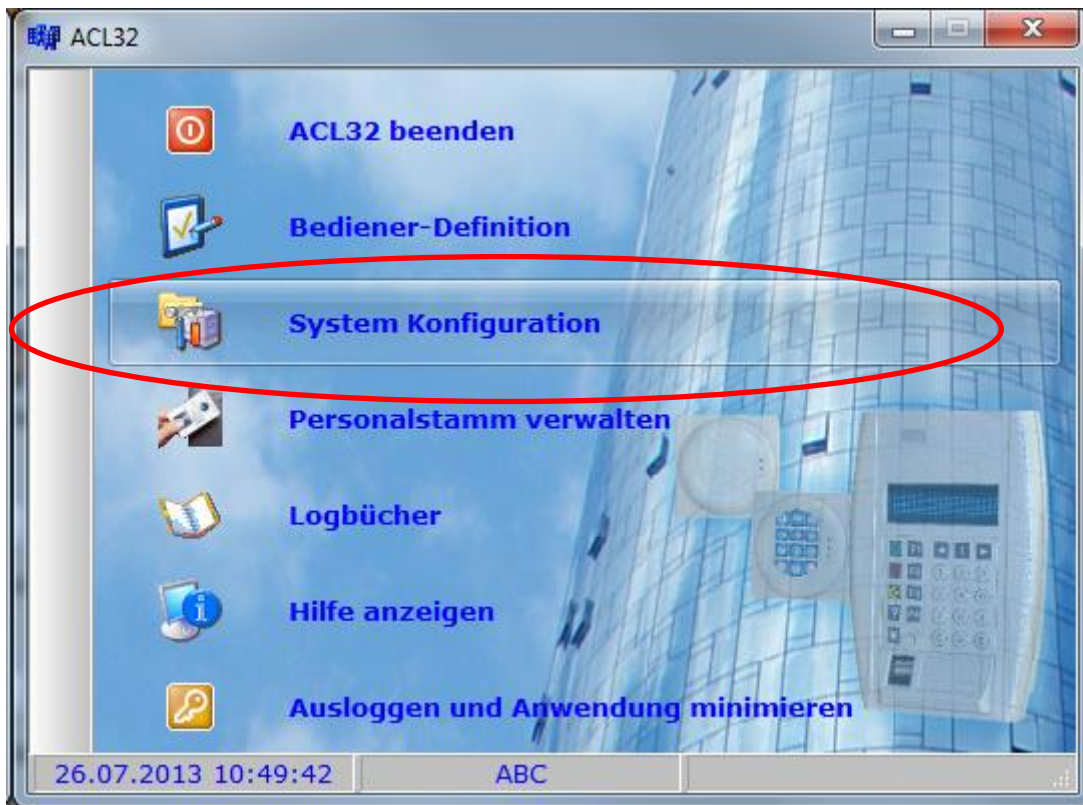 ACL32
ACL32 beenden
Bediener-Definition
System Konfiguration
Personalstamm verwalten
Logbücher
Hilfe anzeigen
Ausloggen und Anwendung minimieren
26.07.2013 10:49:42 ABC